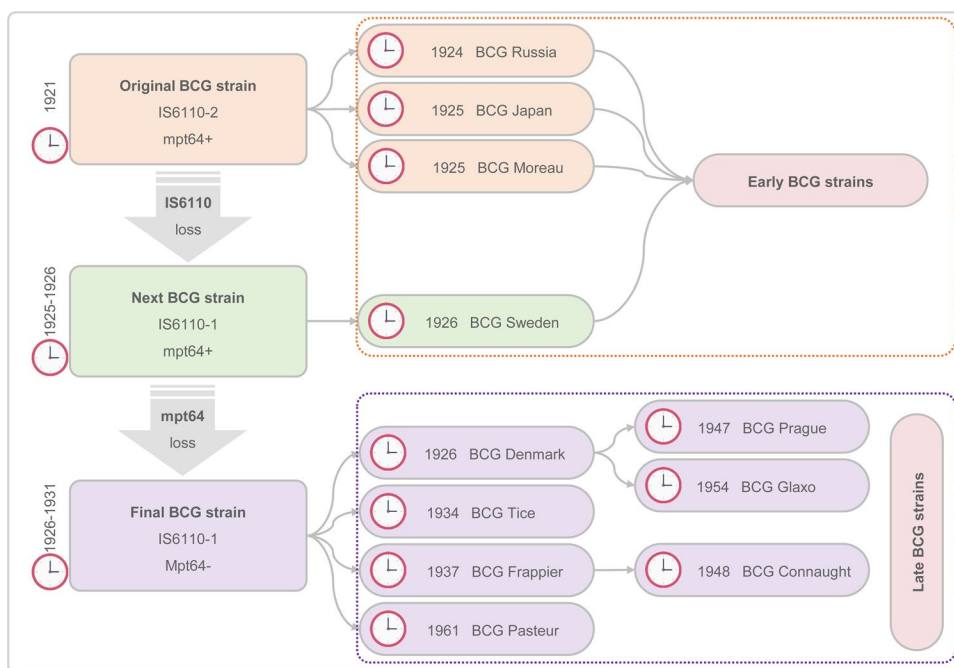 1921
Original BCG strain
IS6110-2
mpt64+
1924 BCG Russia
1925 BCG Japan
1925 BCG Moreau
Early BCG strains
IS6110
loss
1925-1926
Next BCG strain
IS6110-1
mpt64+
1926 BCG Sweden
mpt64
loss
1926-1931
Final BCG strain
IS6110-1
Mpt64-
1926 BCG Denmark
1934 BCG Tice
1937 BCG Frappier
1961 BCG Pasteur
1947 BCG Prague
1954 BCG Glaxo
1948 BCG Connaught
Late BCG strains